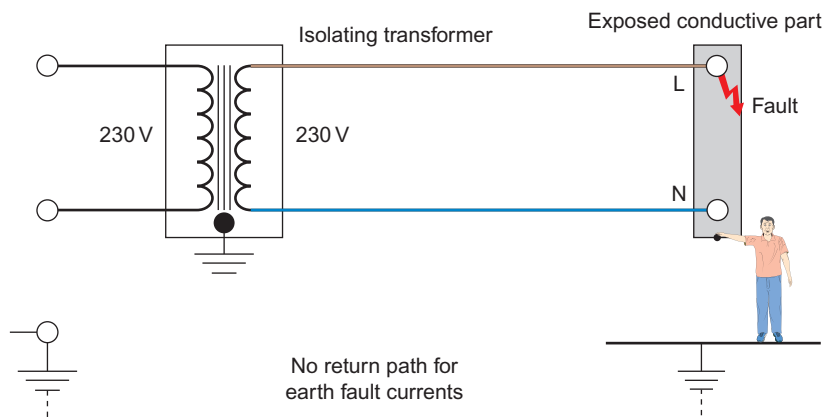 Exposed conductive part
Isolating transformer
L
Fault
230 V
230 V
N
No return path for
earth fault currents